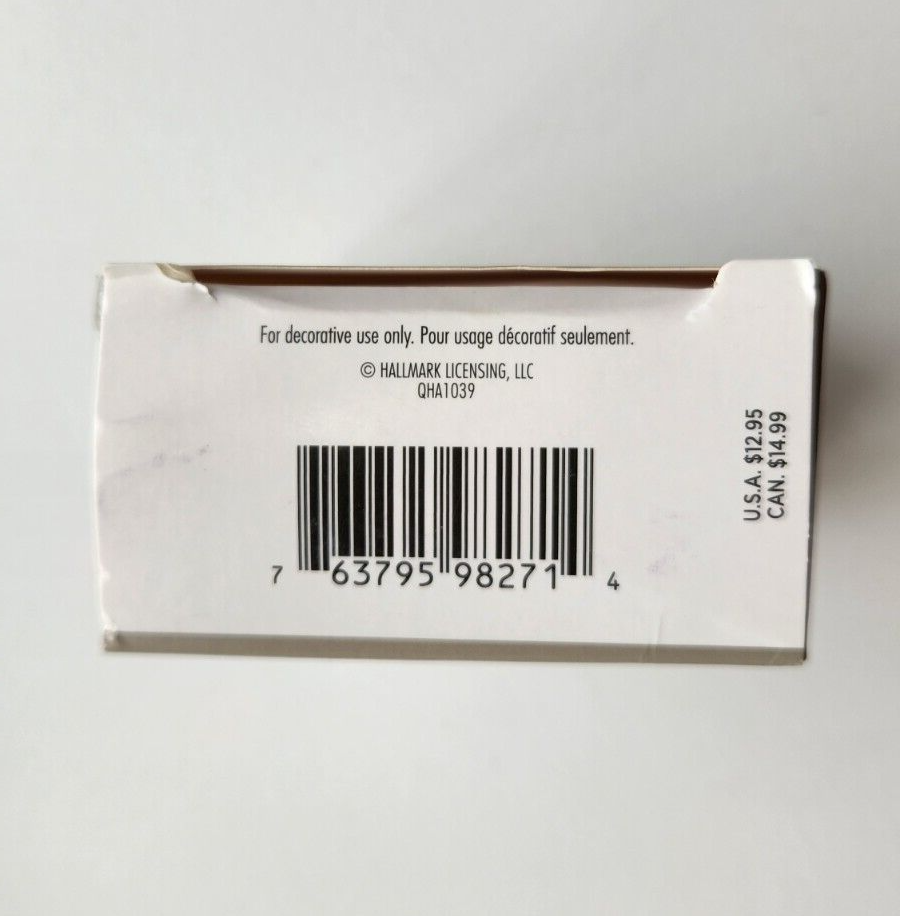 For decorative use only. Pour usage décoratif seulement.
© HALLMARK LICENSING, LLC
QHA1039
U.S.A. $12.95
CAN. $14.99
7 63795 98271 4